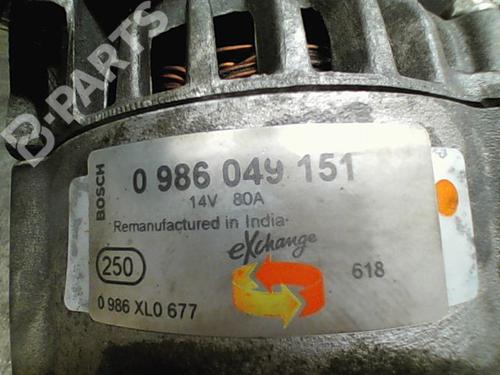 B-PARTS
BOSCH
0 986 049 151
14V 80A
Remanufactured in India
eXchange
250
618
0 986 XL0 677